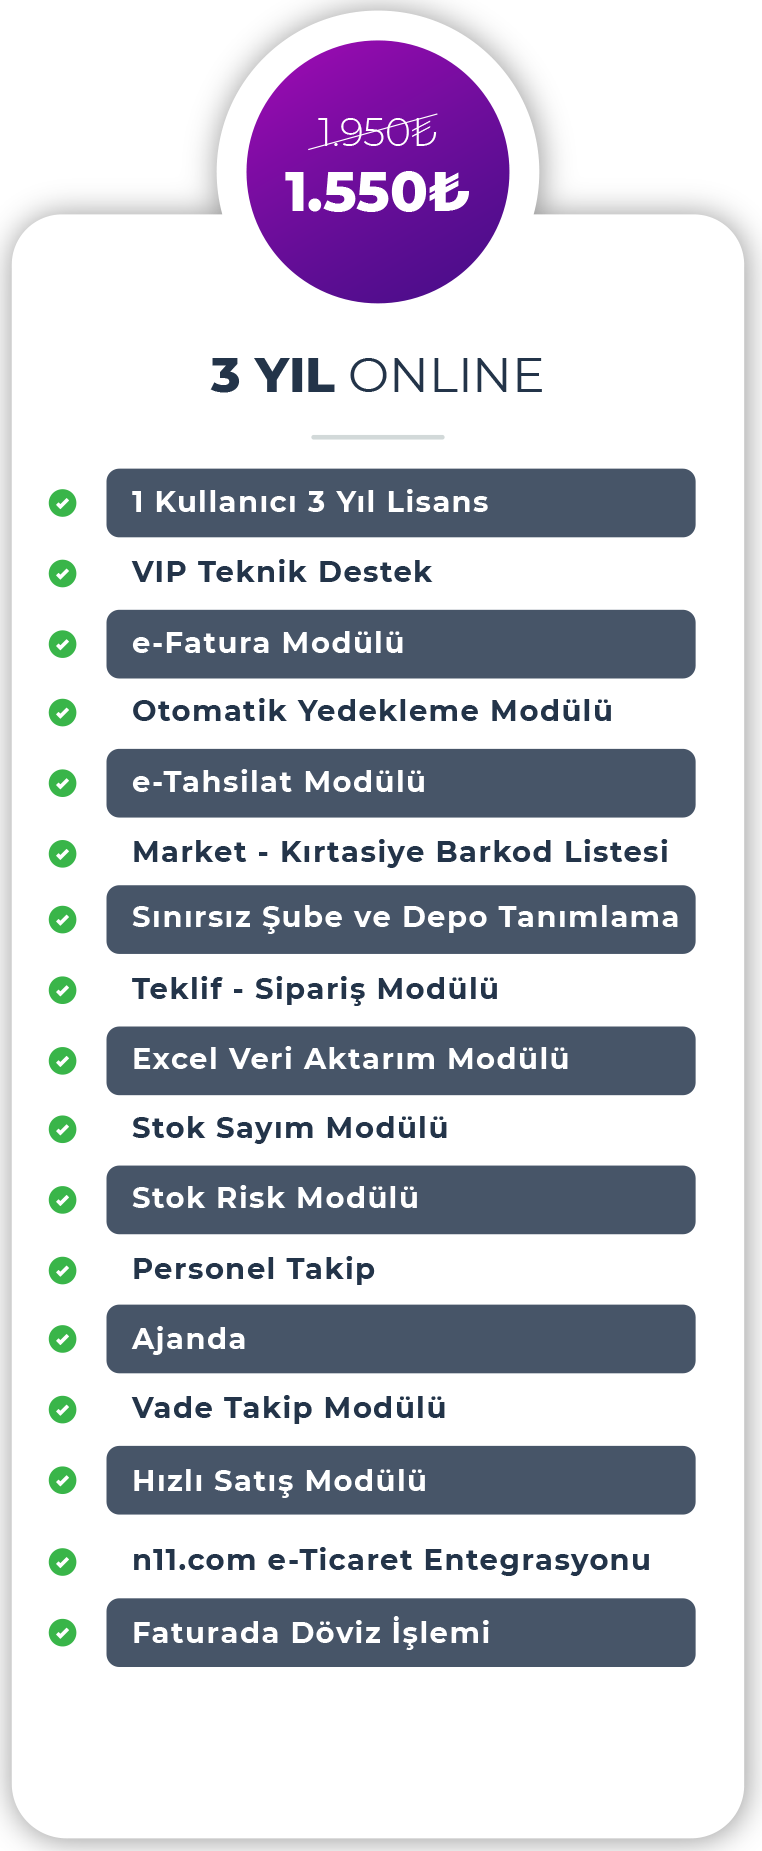 1.950₺
1.550₺
3 YIL ONLINE
1 Kullanıcı 3 Yıl Lisans
VIP Teknik Destek
e-Fatura Modülü
Otomatik Yedekleme Modülü
e-Tahsilat Modülü
Market - Kırtasiye Barkod Listesi
Sınırsız Şube ve Depo Tanımlama
Teklif - Sipariş Modülü
Excel Veri Aktarım Modülü
Stok Sayım Modülü
Stok Risk Modülü
Personel Takip
Ajanda
Vade Takip Modülü
Hızlı Satış Modülü
n11.com e-Ticaret Entegrasyonu
Faturada Döviz İşlemi